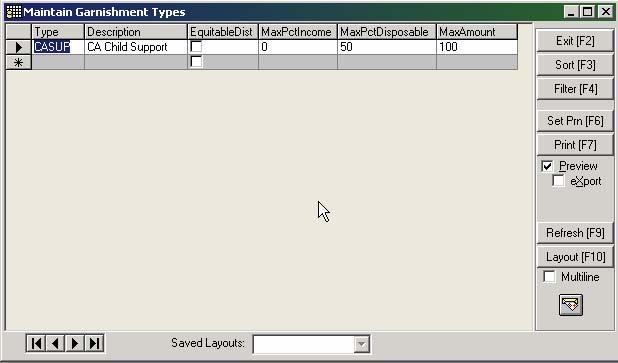 Maintain Garnishment Types
Type Description EquitableDist MaxPctIncome MaxPctDisposable MaxAmount
CASUP CA Child Support 0 50 100
Exit [F2]
Sort [F3]
Filter [F4]
Set Prn [F6]
Print [F7]
Preview
eXport
Refresh [F9]
Layout [F10]
Multiline
Saved Layouts: